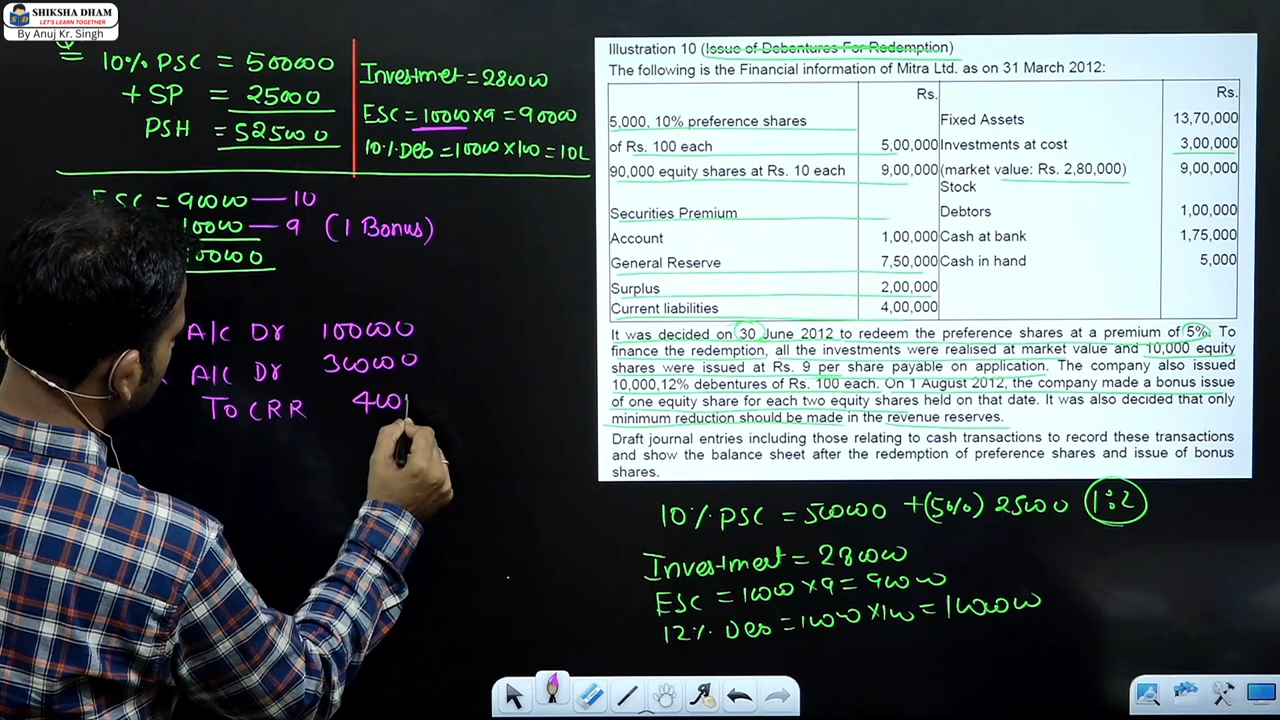 SHIKSHA DHAM
LET'S LEARN TOGETHER
By Anuj Kr. Singh
10% PSC = 500000
+ SP = 25000
PSH = 525000
Investmet = 280000
ESC = 10000×9 = 90000
10% Deb = 10000×100 = 10L
ESC = 90000 — 10
10000 — 9 (1 Bonus)
100000
A/C Dr 100000
A/C Dr 300000
To CRR 400
Illustration 10 (Issue of Debentures For Redemption)
The following is the Financial information of Mitra Ltd. as on 31 March 2012:
Rs. Rs.
5,000, 10% preference shares Fixed Assets 13,70,000
of Rs. 100 each 5,00,000 Investments at cost 3,00,000
90,000 equity shares at Rs. 10 each 9,00,000 (market value: Rs. 2,80,000) 9,00,000
Stock
Securities Premium Debtors 1,00,000
Account 1,00,000 Cash at bank 1,75,000
General Reserve 7,50,000 Cash in hand 5,000
Surplus 2,00,000
Current liabilities 4,00,000
It was decided on 30 June 2012 to redeem the preference shares at a premium of 5%. To
finance the redemption, all the investments were realised at market value and 10,000 equity
shares were issued at Rs. 9 per share payable on application. The company also issued
10,000,12% debentures of Rs. 100 each. On 1 August 2012, the company made a bonus issue
of one equity share for each two equity shares held on that date. It was also decided that only
minimum reduction should be made in the revenue reserves.
Draft journal entries including those relating to cash transactions to record these transactions
and show the balance sheet after the redemption of preference shares and issue of bonus
shares.
10% PSC = 500000 + (5%) 25000 1:2
Investment = 280000
ESC = 10000 × 9 = 90000
12% Deb = 10000 × 100 = 1000000